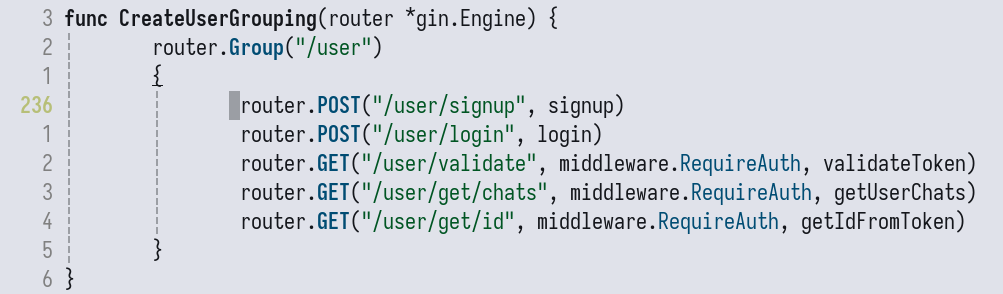 3 func CreateUserGrouping(router *gin.Engine) {
2 router.Group("/user")
1 {
236 router.POST("/user/signup", signup)
1 router.POST("/user/login", login)
2 router.GET("/user/validate", middleware.RequireAuth, validateToken)
3 router.GET("/user/get/chats", middleware.RequireAuth, getUserChats)
4 router.GET("/user/get/id", middleware.RequireAuth, getIdFromToken)
5 }
6 }